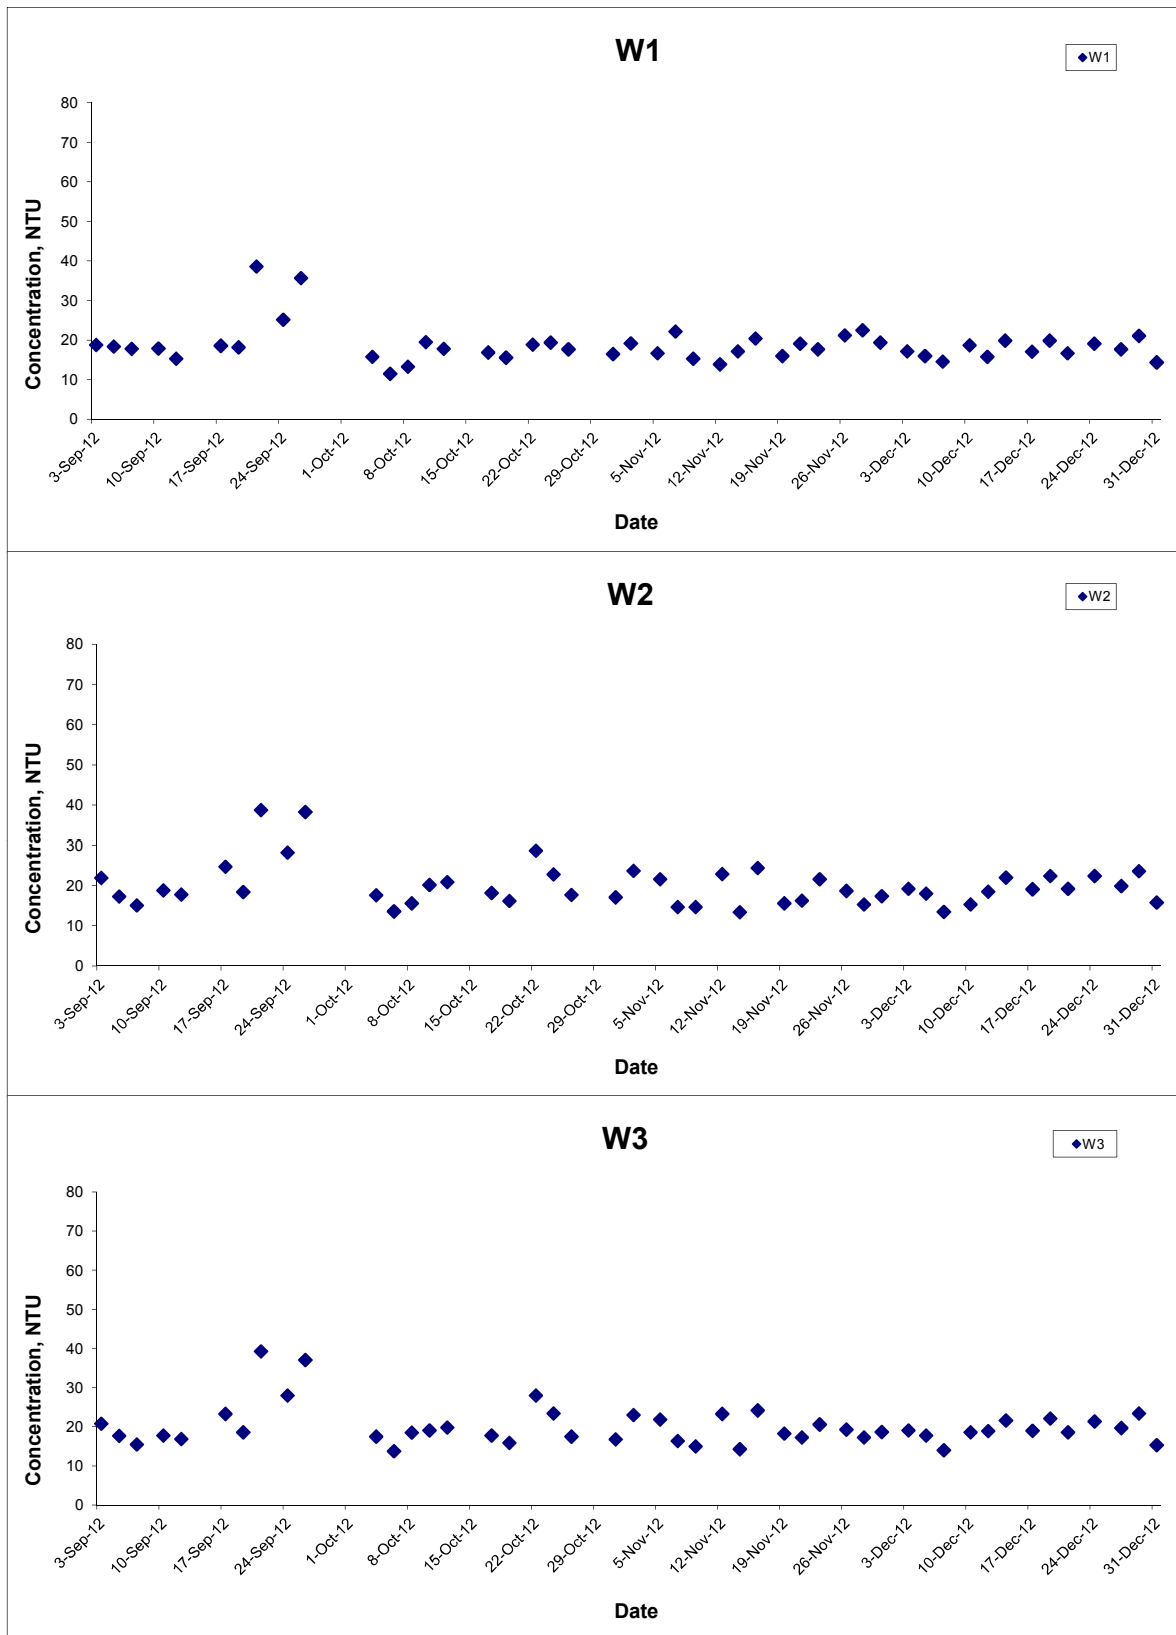 W1
W1
80
70
60
50
40
30
20
10
0
Concentration, NTU
3-Sep-12
10-Sep-12
17-Sep-12
24-Sep-12
1-Oct-12
8-Oct-12
15-Oct-12
22-Oct-12
29-Oct-12
5-Nov-12
12-Nov-12
19-Nov-12
26-Nov-12
3-Dec-12
10-Dec-12
17-Dec-12
24-Dec-12
31-Dec-12
Date
W2
W2
80
70
60
50
40
30
20
10
0
Concentration, NTU
3-Sep-12
10-Sep-12
17-Sep-12
24-Sep-12
1-Oct-12
8-Oct-12
15-Oct-12
22-Oct-12
29-Oct-12
5-Nov-12
12-Nov-12
19-Nov-12
26-Nov-12
3-Dec-12
10-Dec-12
17-Dec-12
24-Dec-12
31-Dec-12
Date
W3
W3
80
70
60
50
40
30
20
10
0
Concentration, NTU
3-Sep-12
10-Sep-12
17-Sep-12
24-Sep-12
1-Oct-12
8-Oct-12
15-Oct-12
22-Oct-12
29-Oct-12
5-Nov-12
12-Nov-12
19-Nov-12
26-Nov-12
3-Dec-12
10-Dec-12
17-Dec-12
24-Dec-12
31-Dec-12
Date